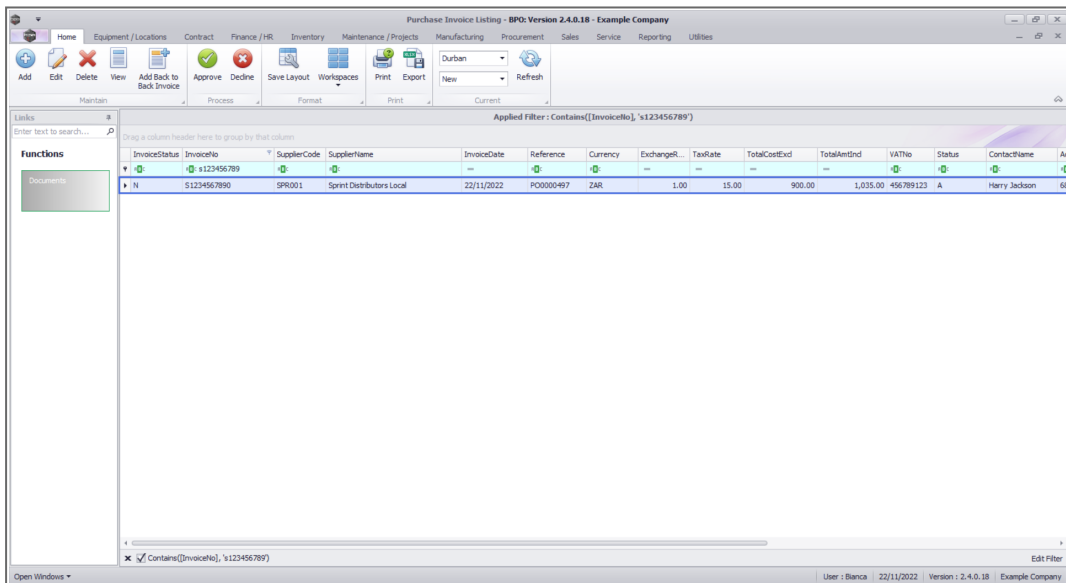 Purchase Invoice Listing - BPO: Version 2.4.0.18 - Example Company
Home Equipment / Locations Contract Finance / HR Inventory Maintenance / Projects Manufacturing Procurement Sales Service Reporting Utilities
Add Edit Delete View Add Back to Back Invoice Approve Decline Save Layout Workspaces Print Export Durban New Refresh
Maintain Process Format Print Current
Links
Applied Filter : Contains([InvoiceNo], 's123456789')
Enter text to search...
Drag a column header here to group by that column
Functions
Documents
InvoiceStatus InvoiceNo SupplierCode SupplierName InvoiceDate Reference Currency ExchangeR... TaxRate TotalCostExcl TotalAmtIncl VATNo Status ContactName
s123456789
N S1234567890 SPR001 Sprint Distributors Local 22/11/2022 PO0000497 ZAR 1.00 15.00 900.00 1,035.00 456789123 A Harry Jackson
Contains([InvoiceNo], 's123456789')
Edit Filter
Open Windows
User : Bianca 22/11/2022 Version : 2.4.0.18 Example Company